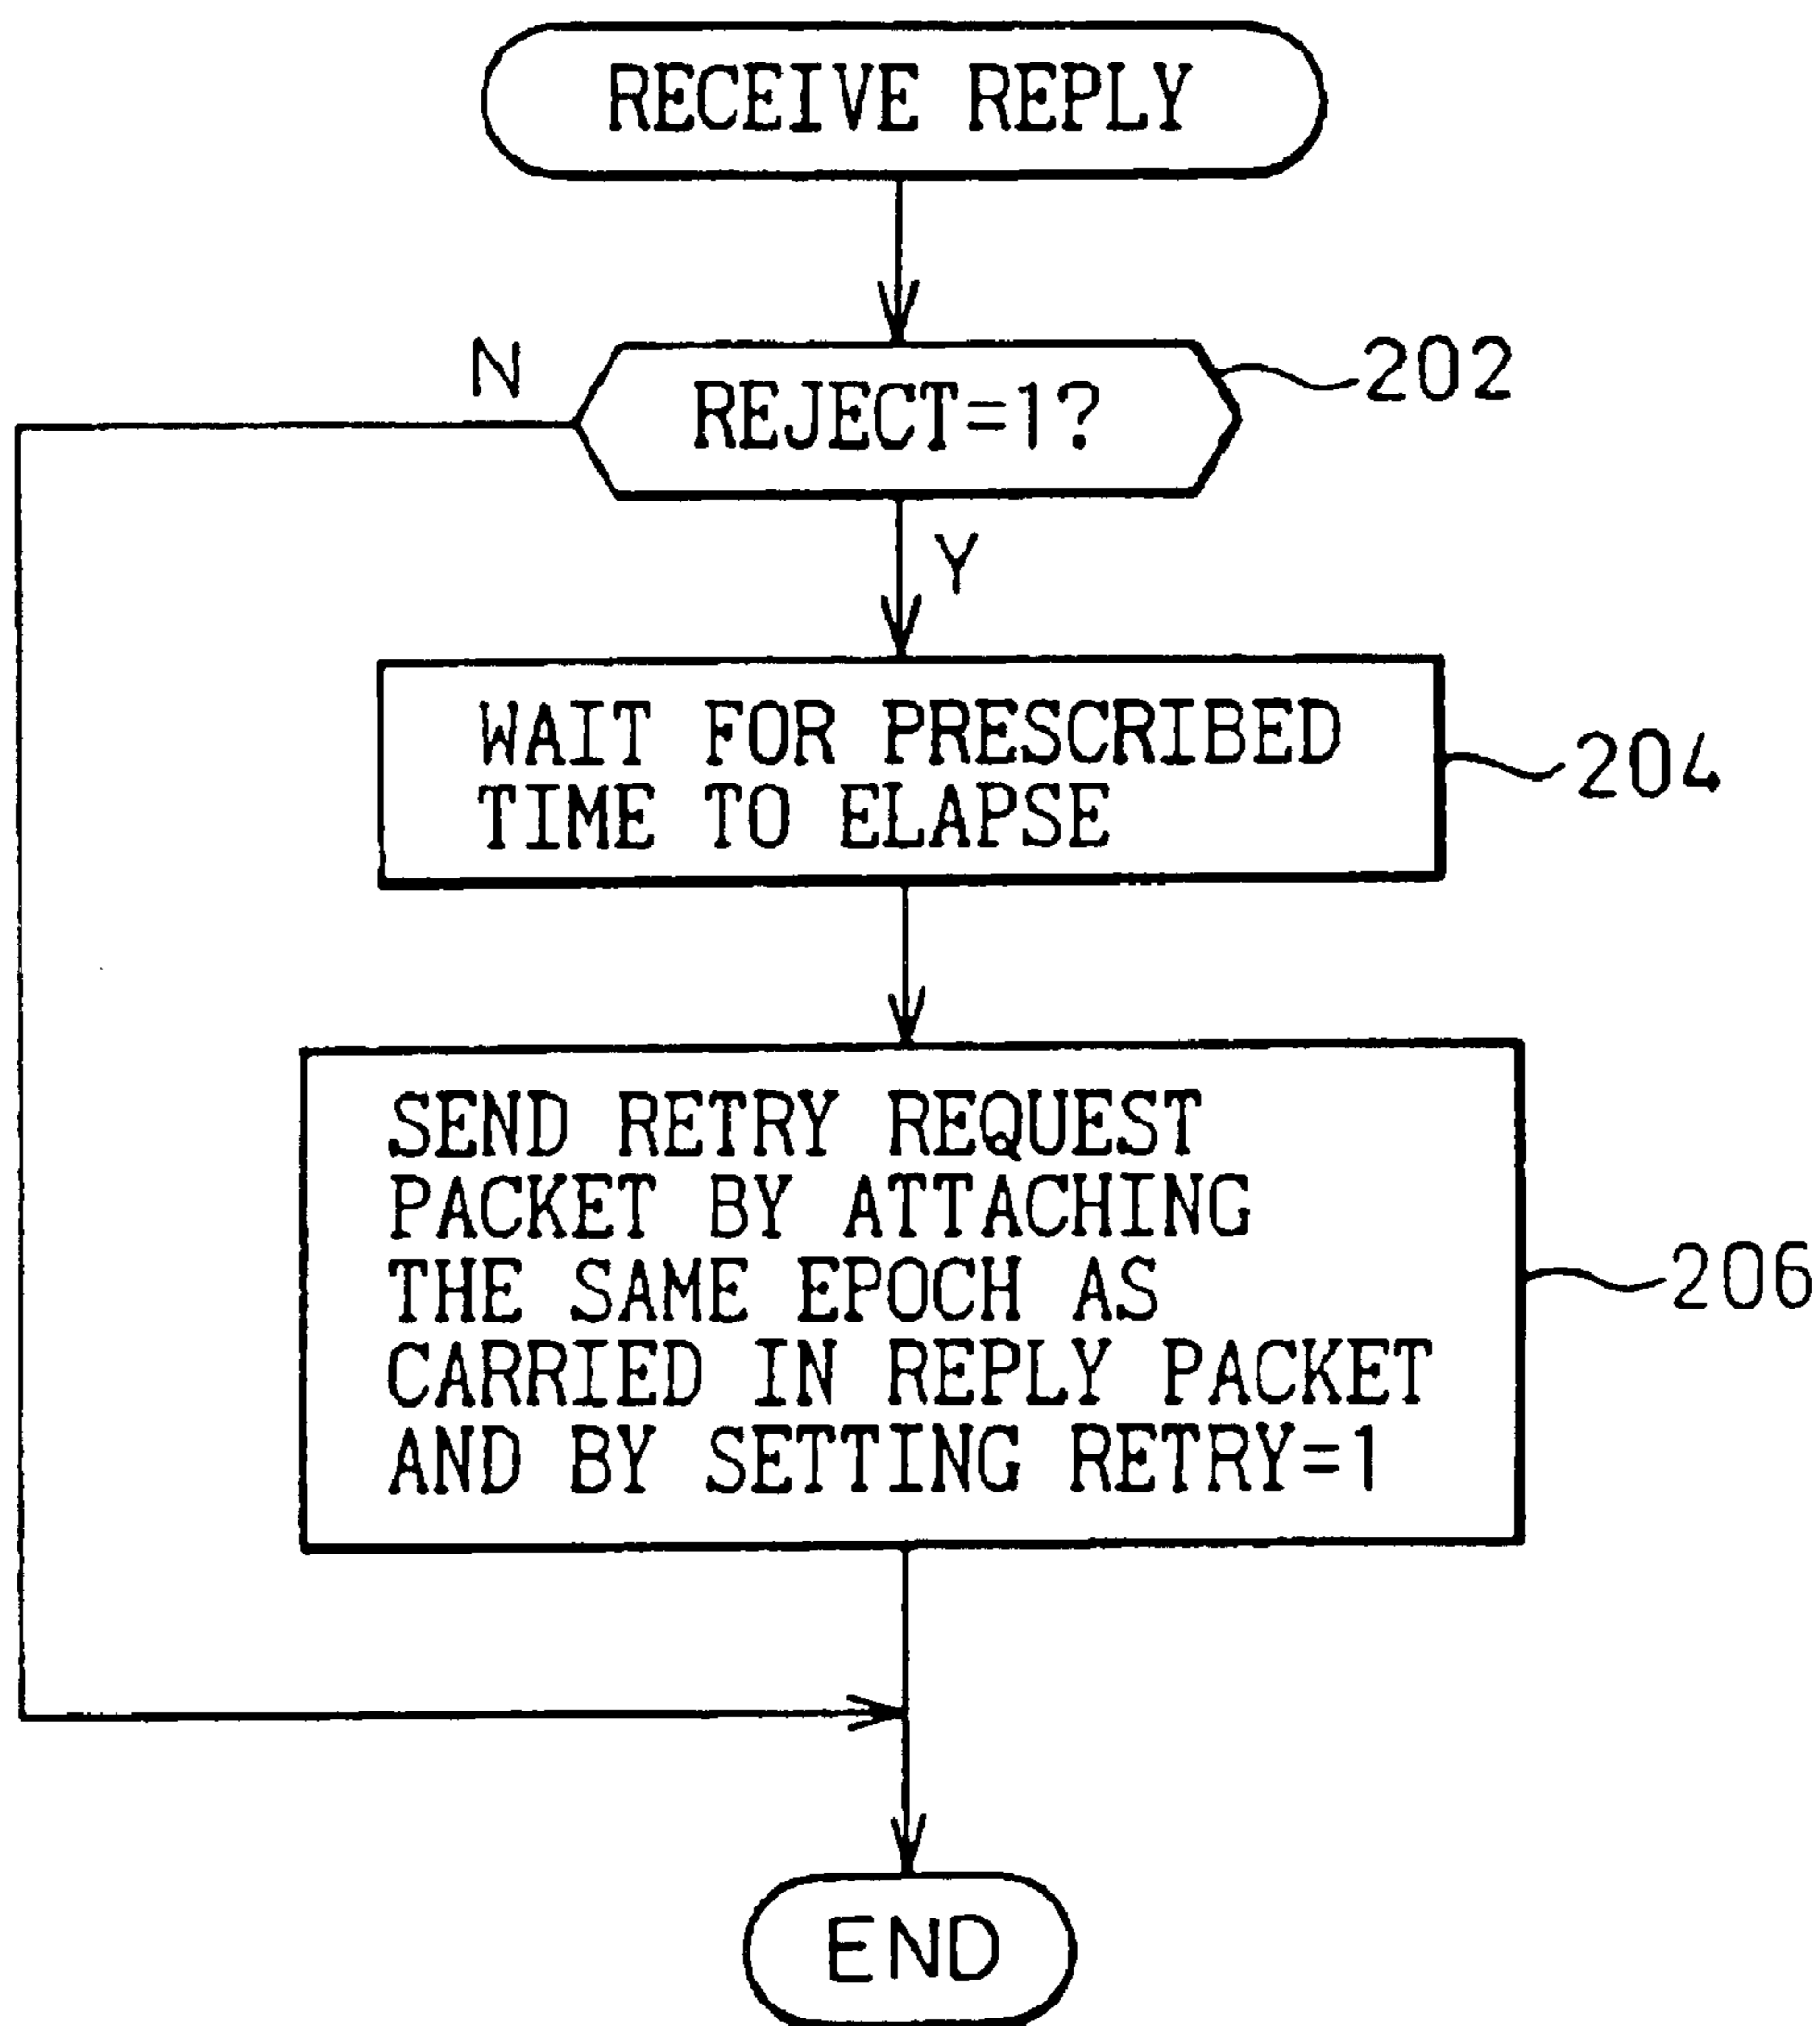 RECEIVE REPLY
N
REJECT=1?
202
Y
WAIT FOR PRESCRIBED
TIME TO ELAPSE
204
SEND RETRY REQUEST
PACKET BY ATTACHING
THE SAME EPOCH AS
CARRIED IN REPLY PACKET
AND BY SETTING RETRY=1
206
END